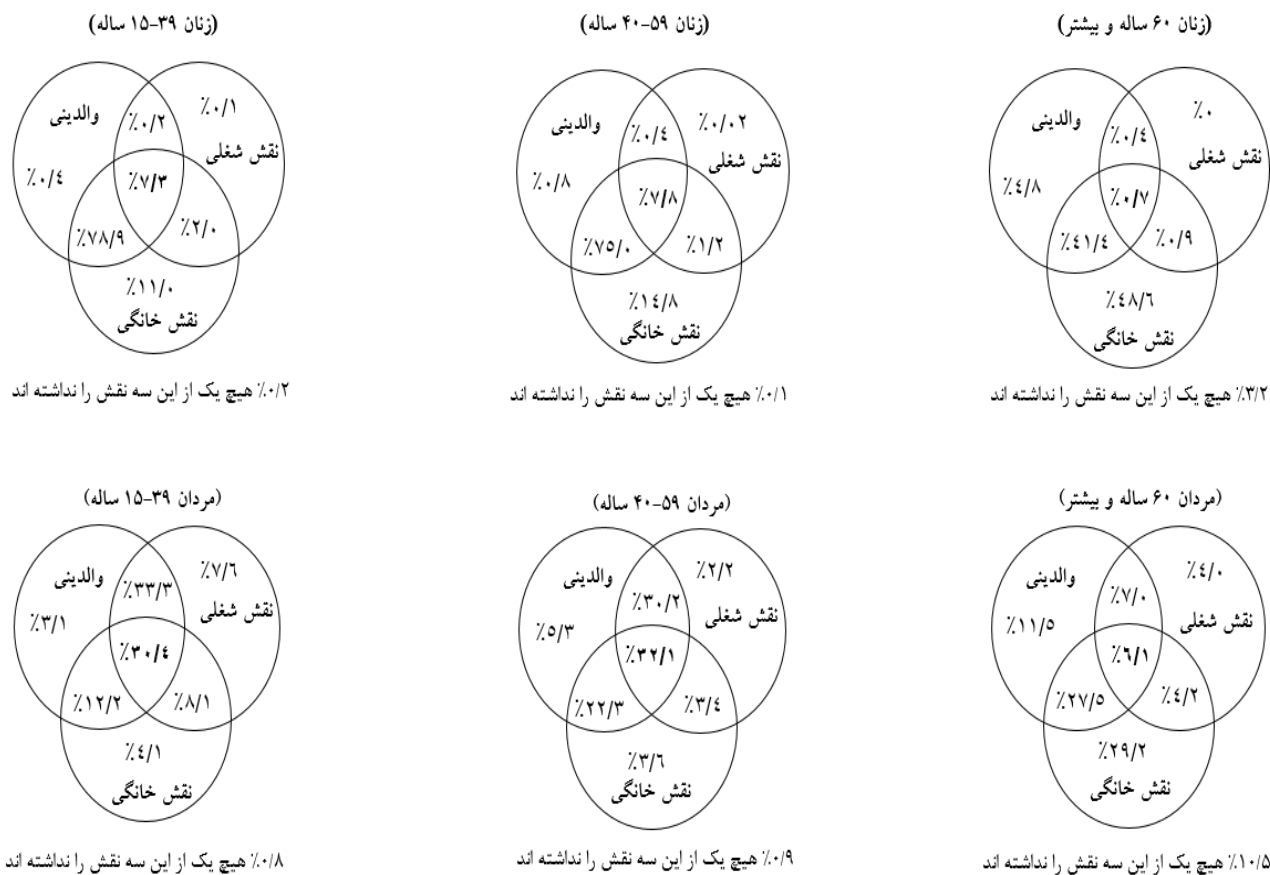 (زنان ۶۰ ساله و بیشتر)
والدینی
٪۰/۴
٪۰
نقش شغلی
٪۴/۸
٪۰/۷
٪۴۱/۴
٪۰/۹
٪۴۸/۶
نقش خانگی
٪۳/۲ هیچ یک از این سه نقش را نداشته اند
(زنان ۵۹-۴۰ ساله)
والدینی
٪۰/۴
٪۰/۰۲
نقش شغلی
٪۰/۸
٪۷/۸
٪۷۵/۰
٪۱/۲
٪۱۴/۸
نقش خانگی
٪۰/۱ هیچ یک از این سه نقش را نداشته اند
(زنان ۳۹-۱۵ ساله)
والدینی
٪۰/۲
٪۰/۱
نقش شغلی
٪۰/۴
٪۷/۳
٪۷۸/۹
٪۲/۰
٪۱۱/۰
نقش خانگی
٪۰/۲ هیچ یک از این سه نقش را نداشته اند
(مردان ۶۰ ساله و بیشتر)
والدینی
٪۷/۰
٪۴/۰
نقش شغلی
٪۱۱/۵
٪۶/۱
٪۲۷/۵
٪۴/۲
٪۲۹/۲
نقش خانگی
٪۱۰/۵ هیچ یک از این سه نقش را نداشته اند
(مردان ۵۹-۴۰ ساله)
والدینی
٪۳۰/۲
٪۲/۲
نقش شغلی
٪۵/۳
٪۳۲/۱
٪۲۲/۳
٪۳/۴
٪۳/۶
نقش خانگی
٪۰/۹ هیچ یک از این سه نقش را نداشته اند
(مردان ۳۹-۱۵ ساله)
والدینی
٪۳۳/۳
٪۷/۶
نقش شغلی
٪۳/۱
٪۳۰/۴
٪۱۲/۲
٪۸/۱
٪۴/۱
نقش خانگی
٪۰/۸ هیچ یک از این سه نقش را نداشته اند